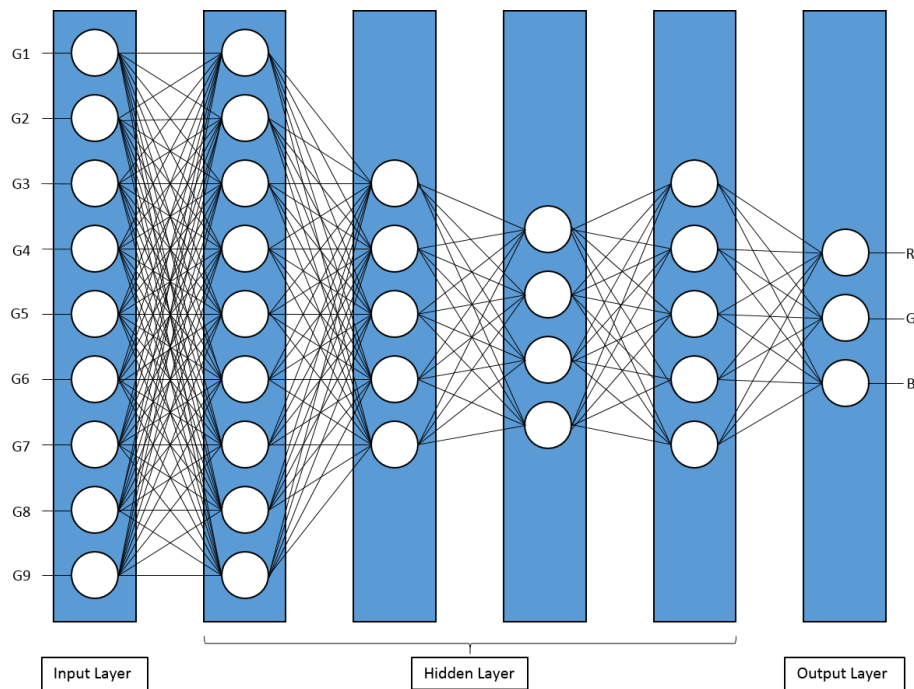 G1
G2
G3
G4
G5
G6
G7
G8
G9
R
G
B
Input Layer
Hidden Layer
Output Layer